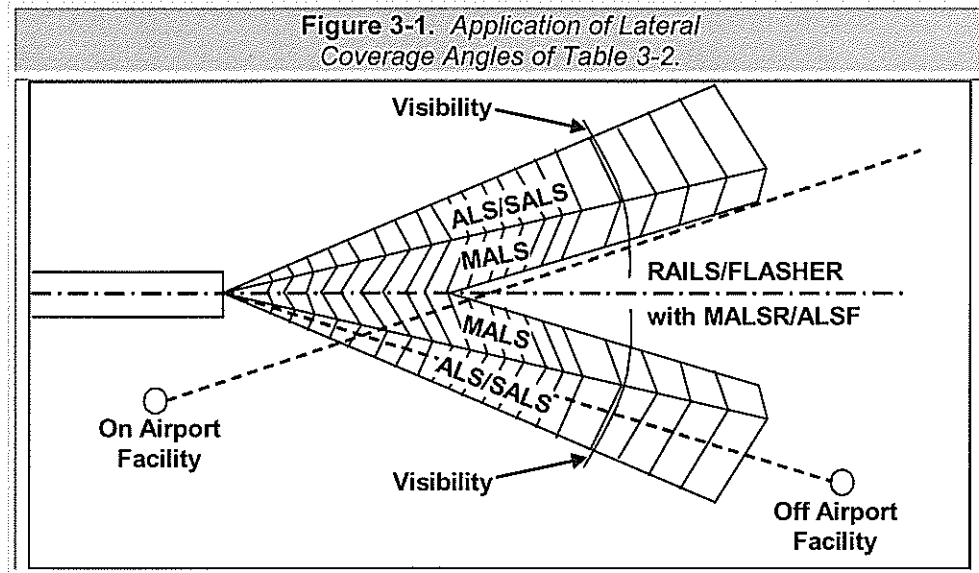 Figure 3-1. Application of Lateral
Coverage Angles of Table 3-2.
Visibility
ALS/SALS
MALS
RAILS/FLASHER
with MALSR/ALSF
MALS
ALS/SALS
On Airport
Facility
Visibility
Off Airport
Facility